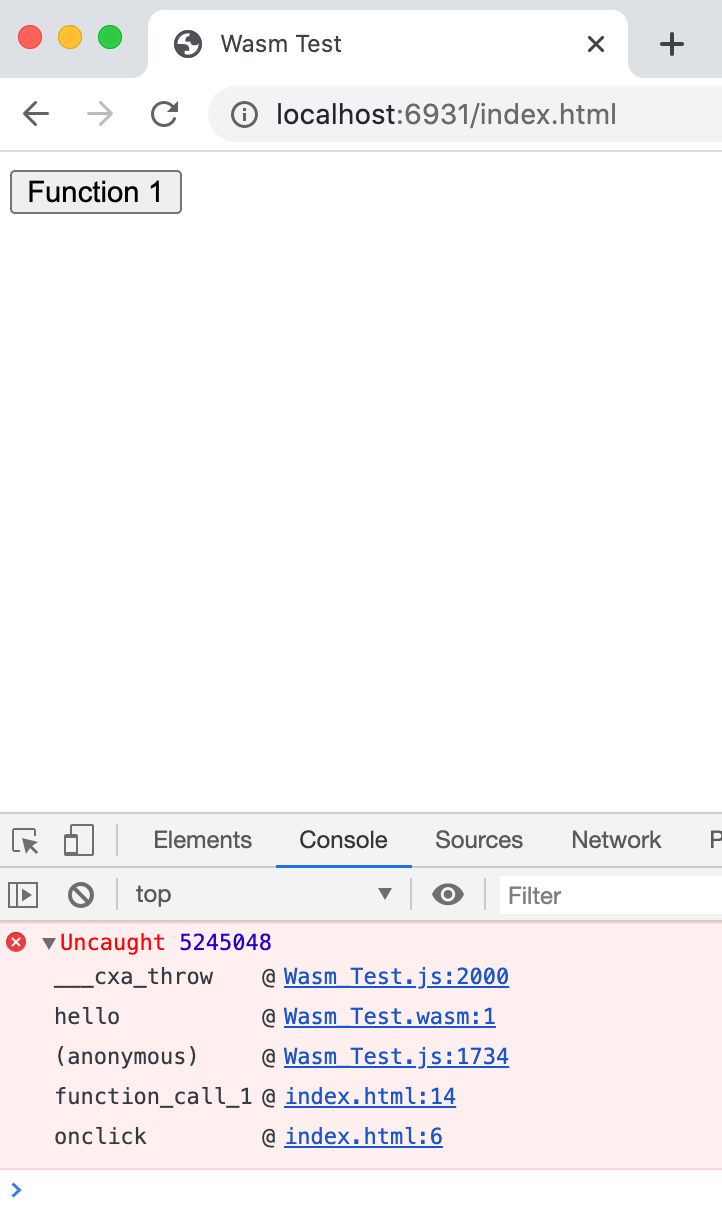 Wasm Test
localhost:6931/index.html
Function 1
Elements Console Sources Network P
top Filter
Uncaught 5245048
___cxa_throw @ Wasm_Test.js:2000
hello @ Wasm_Test.wasm:1
(anonymous) @ Wasm_Test.js:1734
function_call_1 @ index.html:14
onclick @ index.html:6